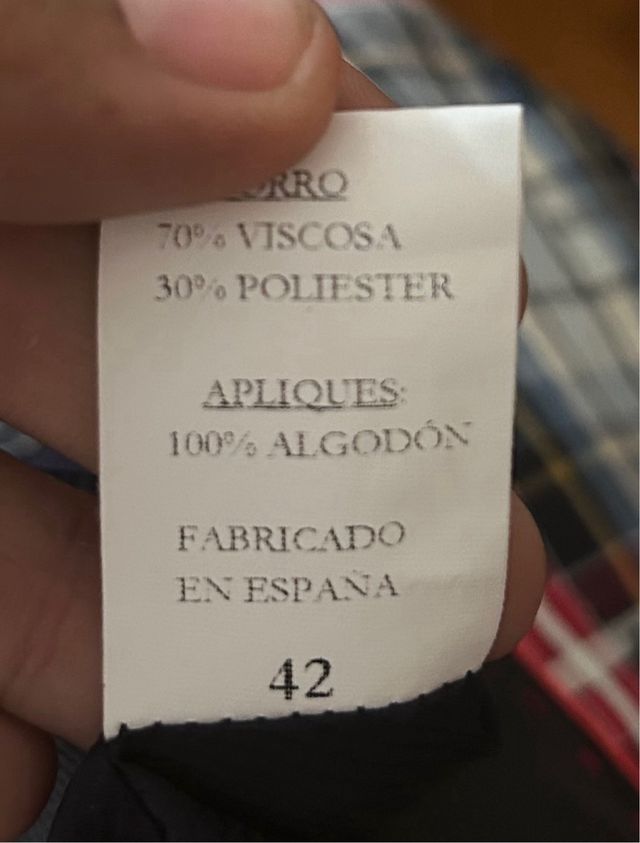 70% VISCOSA
30% POLIESTER
APLIQUES:
100% ALGODÓN
FABRICADO
EN ESPAÑA
42